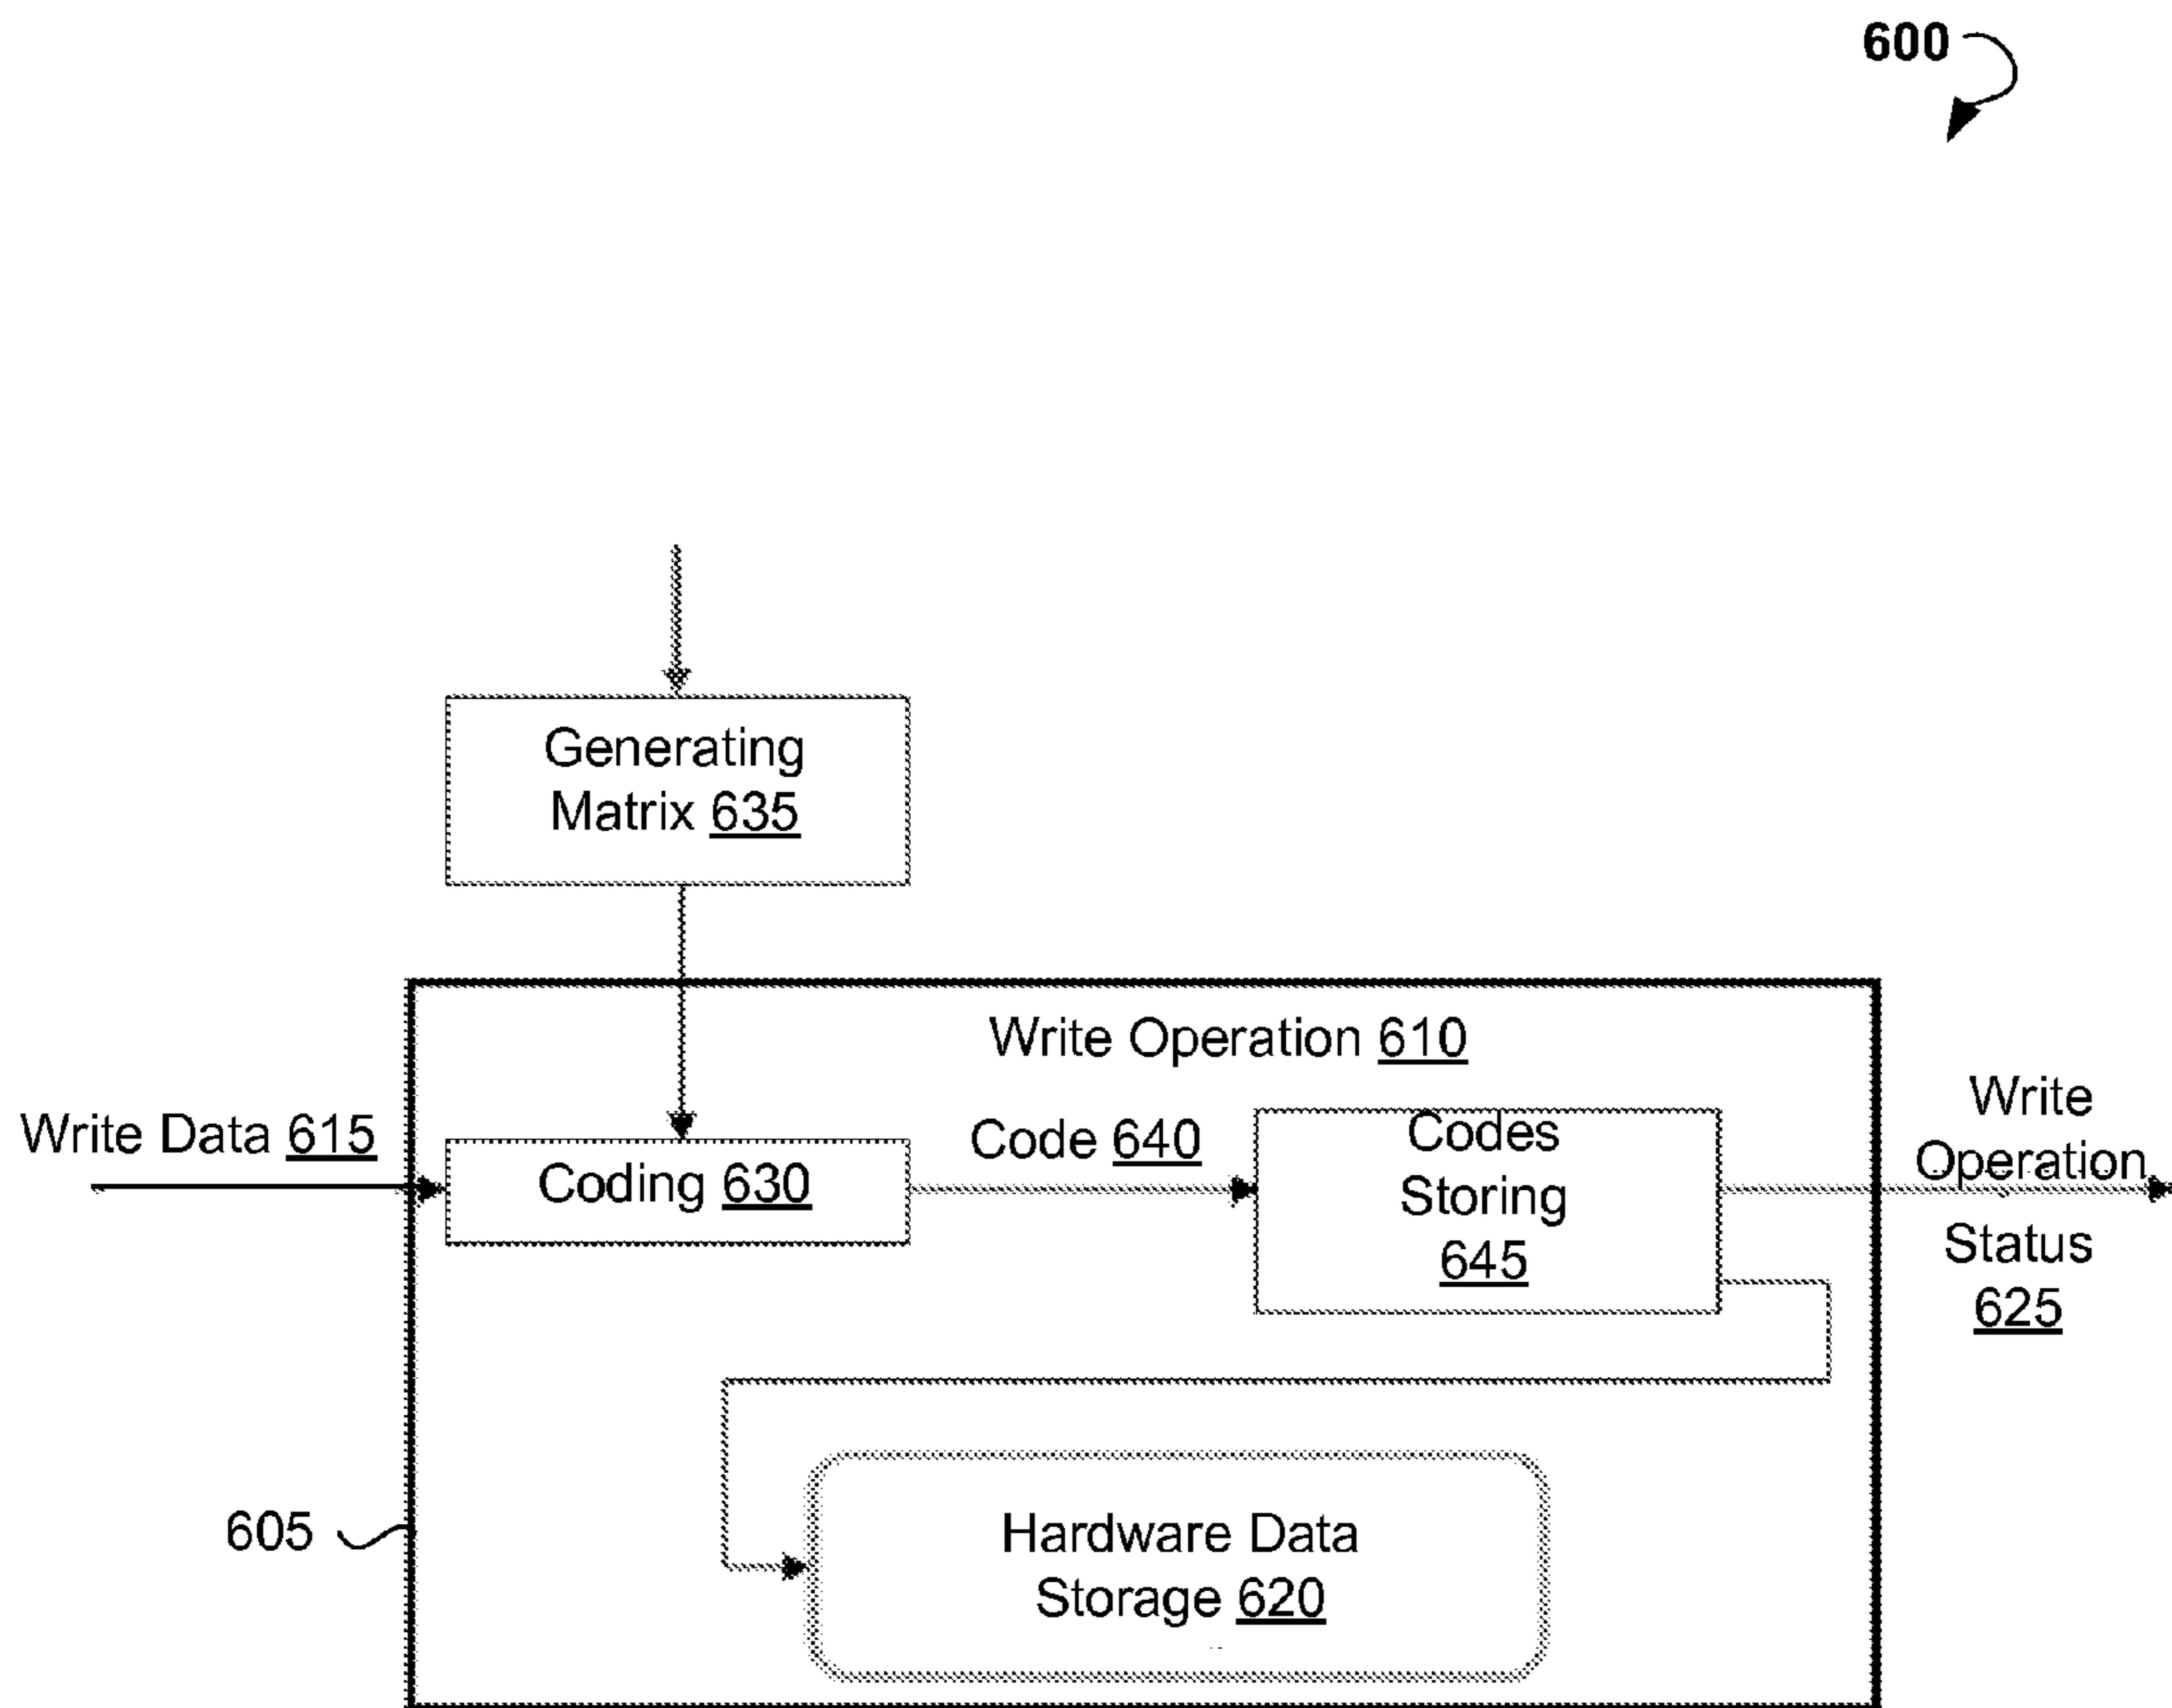 600
Generating
Matrix 635
Write Operation 610
Write Data 615
Coding 630
Code 640
Codes
Storing
645
Write
Operation
Status
625
605
Hardware Data
Storage 620